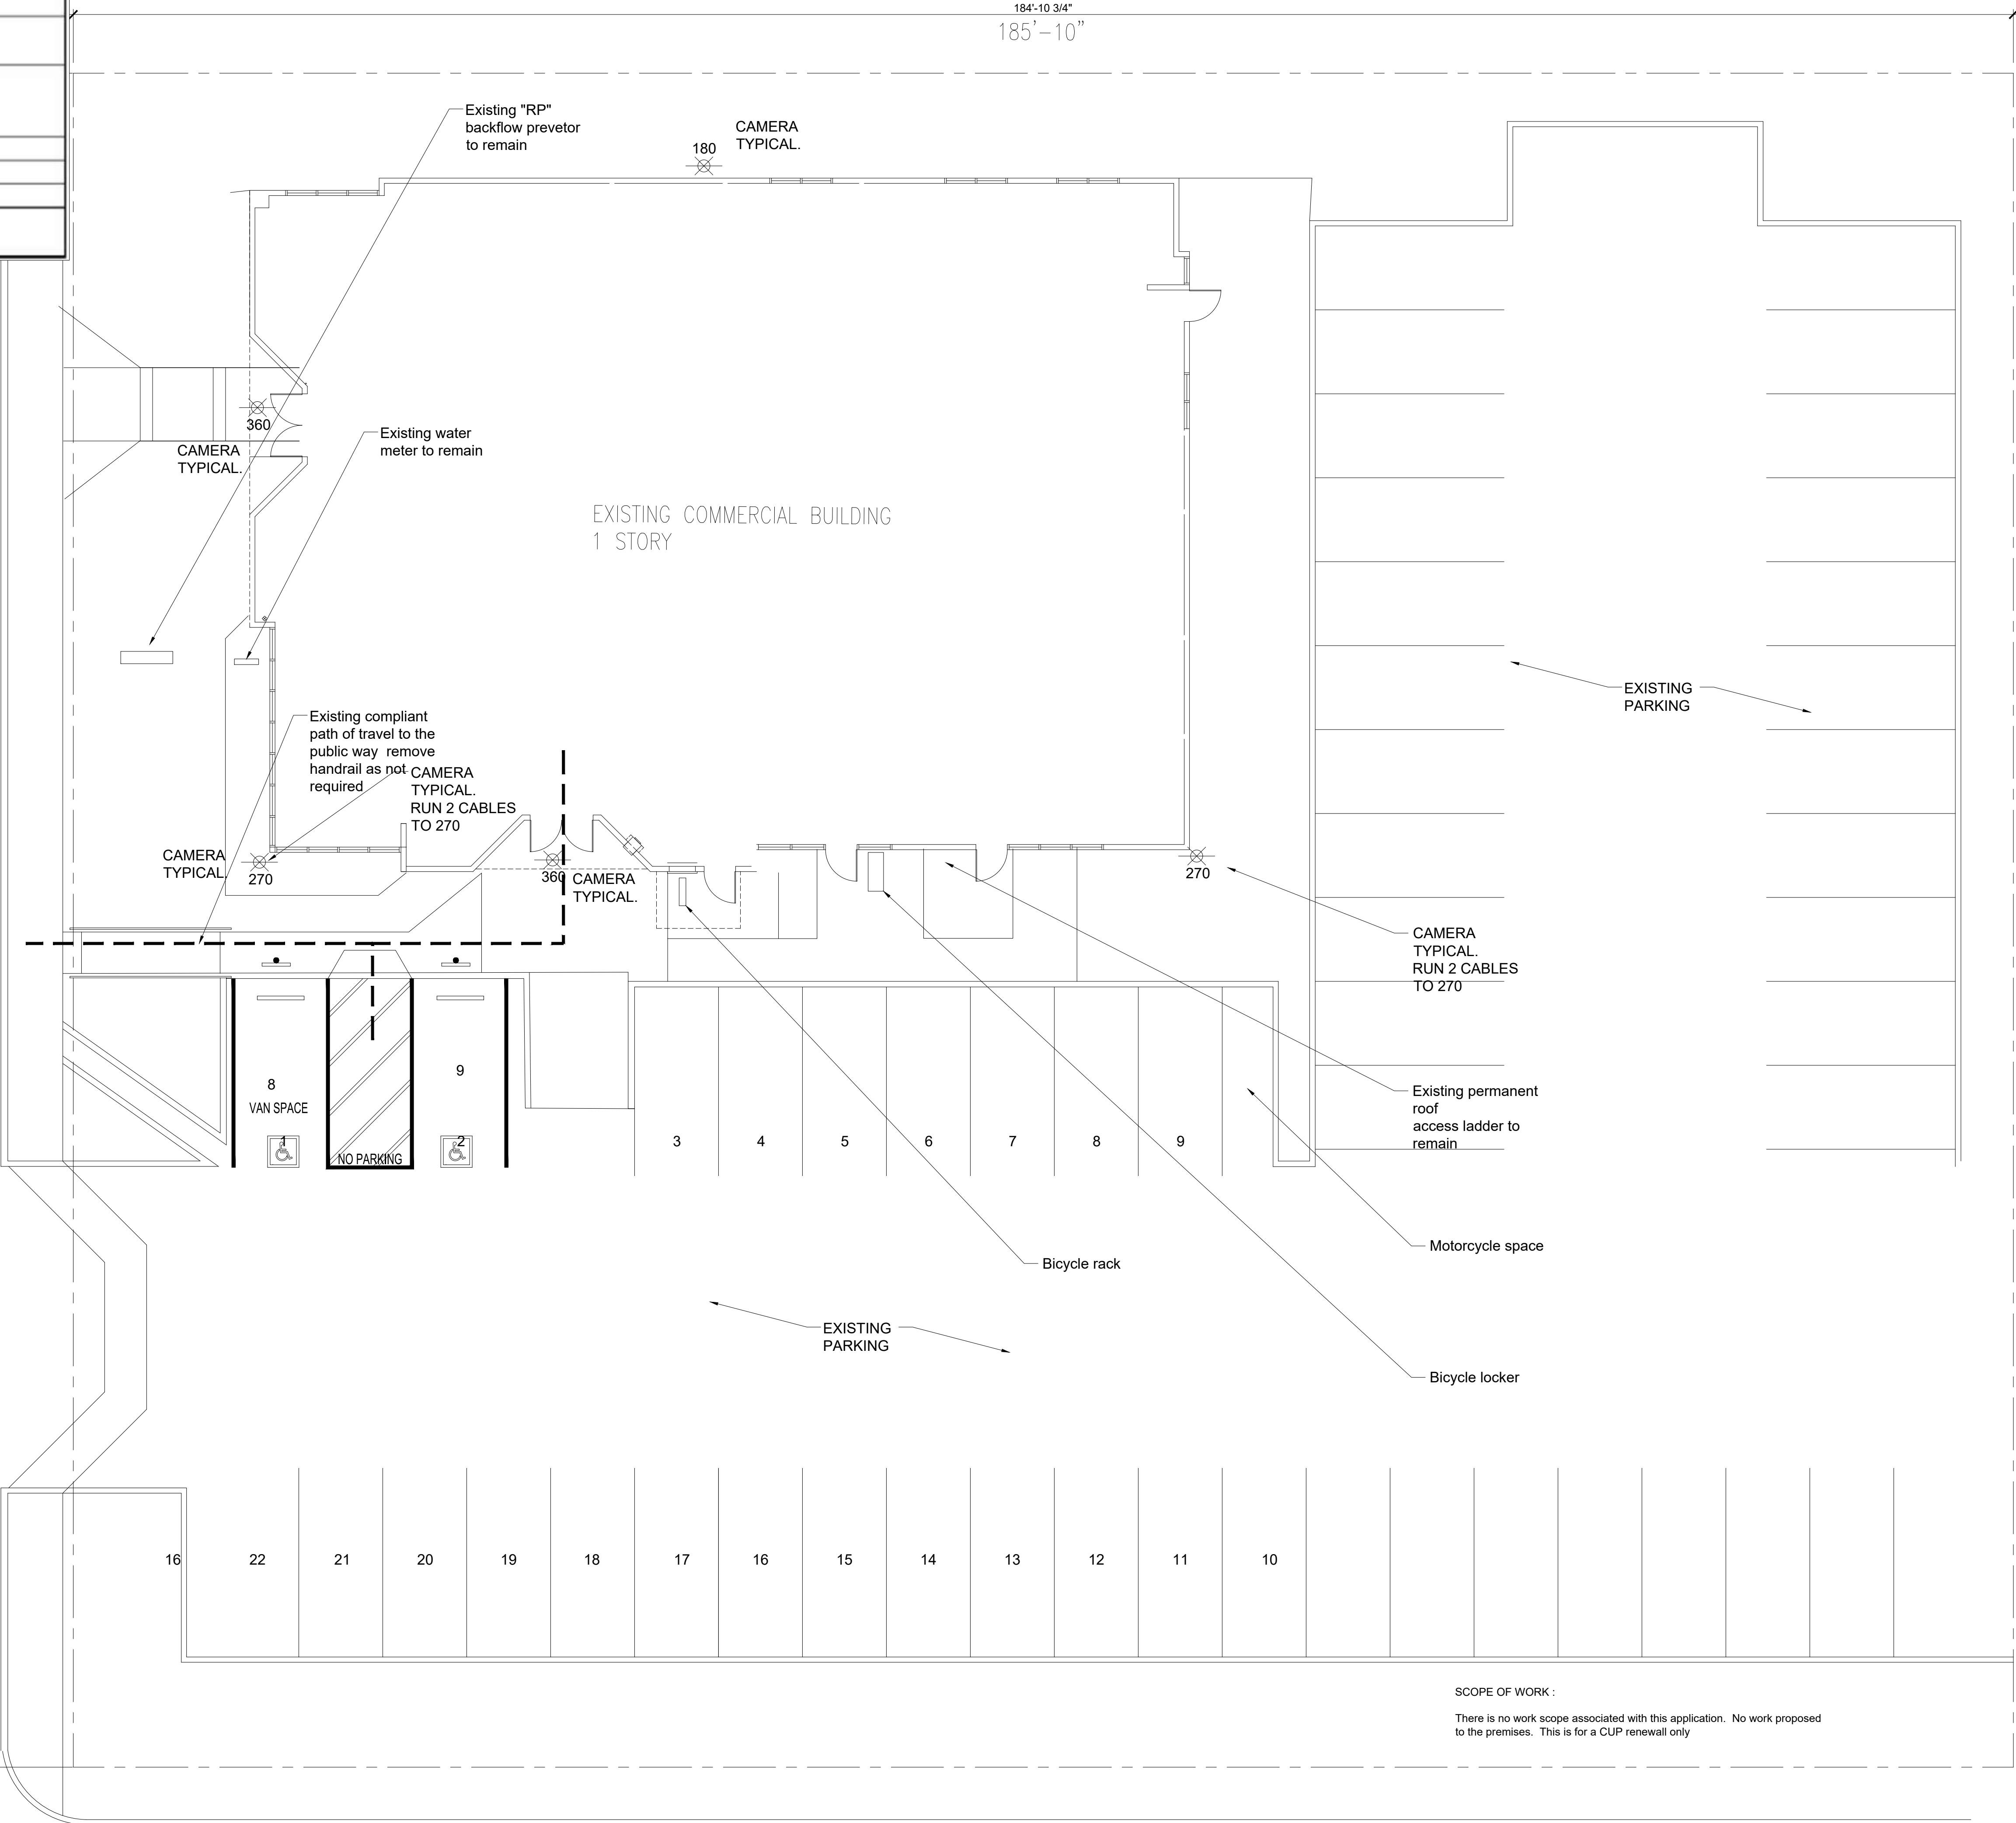 184'-10 3/4"
185'-10"
Existing "RP"
backflow prevetor
to remain
CAMERA
TYPICAL.
180
360
CAMERA
TYPICAL.
Existing water
meter to remain
EXISTING COMMERCIAL BUILDING
1 STORY
EXISTING
PARKING
Existing compliant
path of travel to the
public way remove
handrail as not
required
CAMERA
TYPICAL.
RUN 2 CABLES
TO 270
CAMERA
TYPICAL.
270
360
CAMERA
TYPICAL.
270
CAMERA
TYPICAL.
RUN 2 CABLES
TO 270
8
VAN SPACE
1
NO PARKING
9
2
3
4
5
6
7
8
9
Existing permanent
roof
access ladder to
remain
Motorcycle space
Bicycle rack
EXISTING
PARKING
Bicycle locker
16
22
21
20
19
18
17
16
15
14
13
12
11
10
SCOPE OF WORK :
There is no work scope associated with this application. No work proposed
to the premises. This is for a CUP renewall only